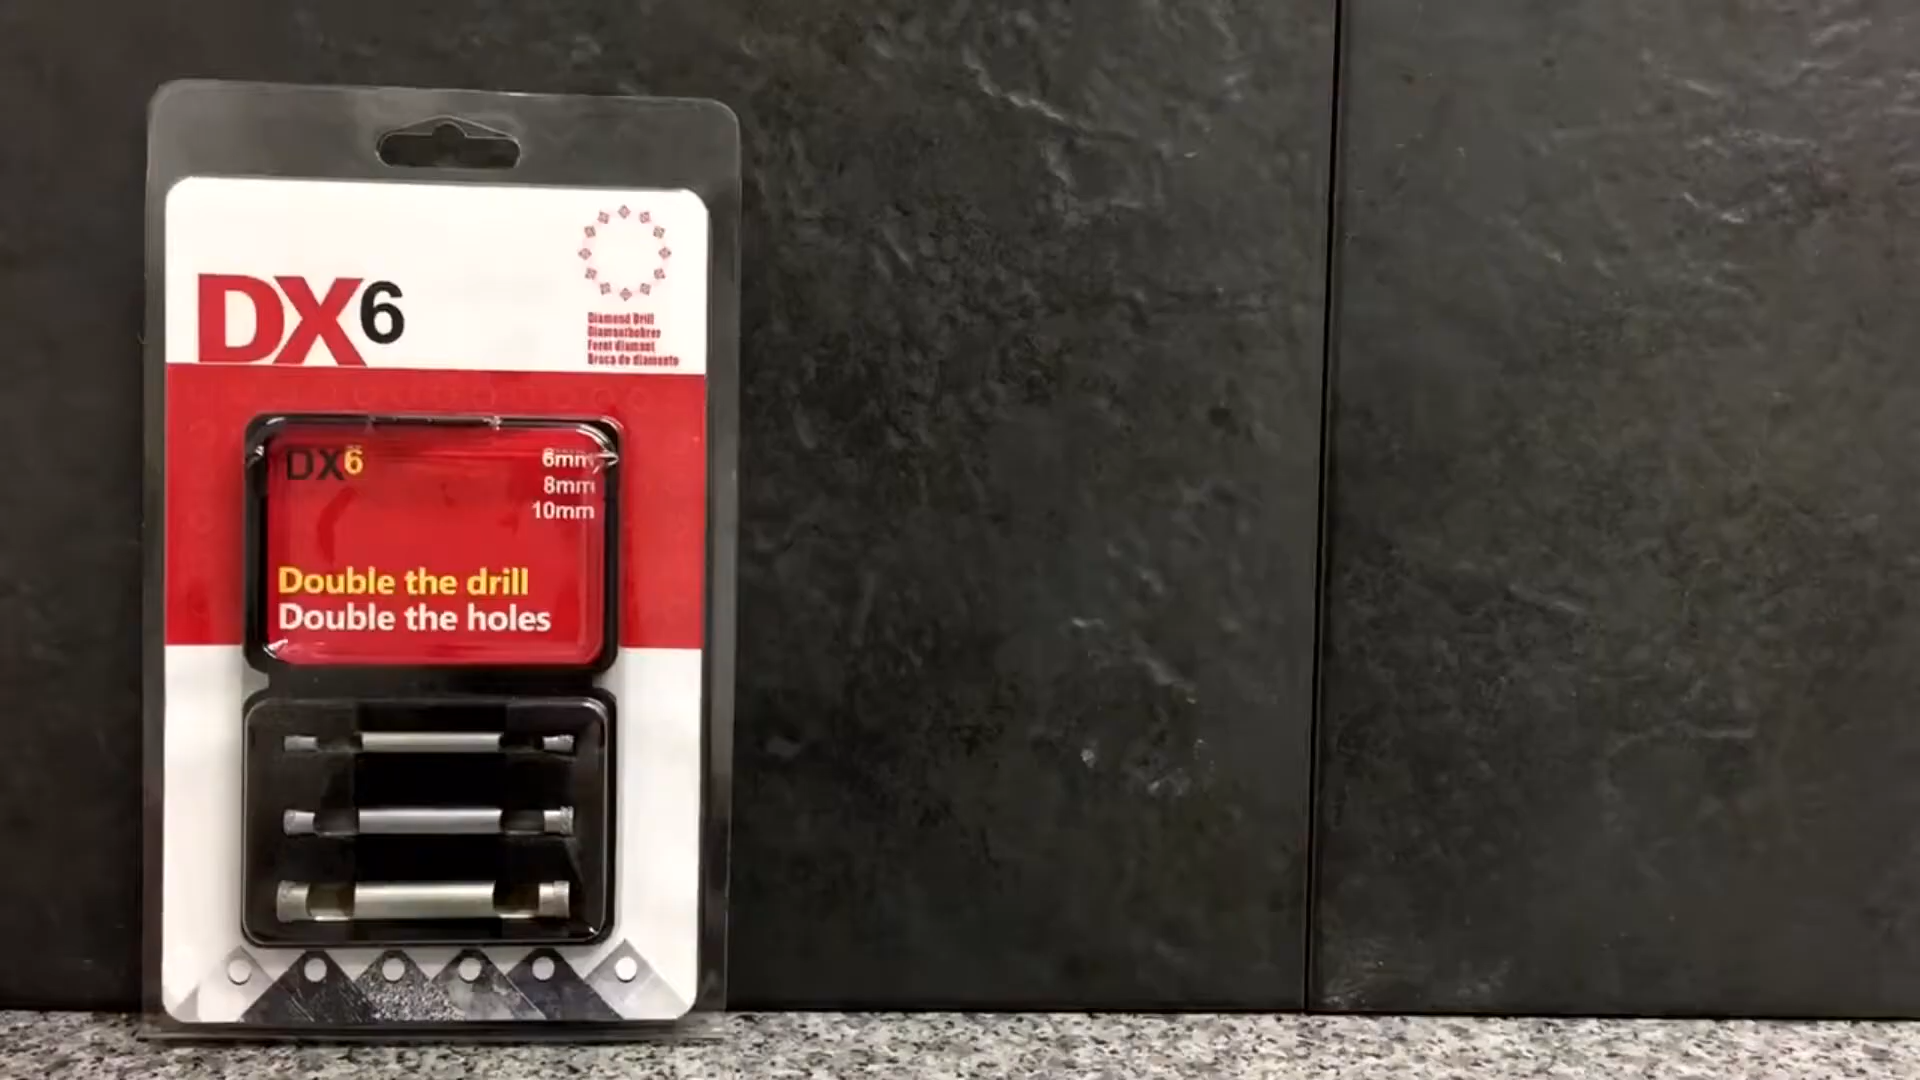 DX6
Diamond Drill
Diamantbohrer
Foret diamant
Broca de diamante
DX6
6mm
8mm
10mm
Double the drill
Double the holes